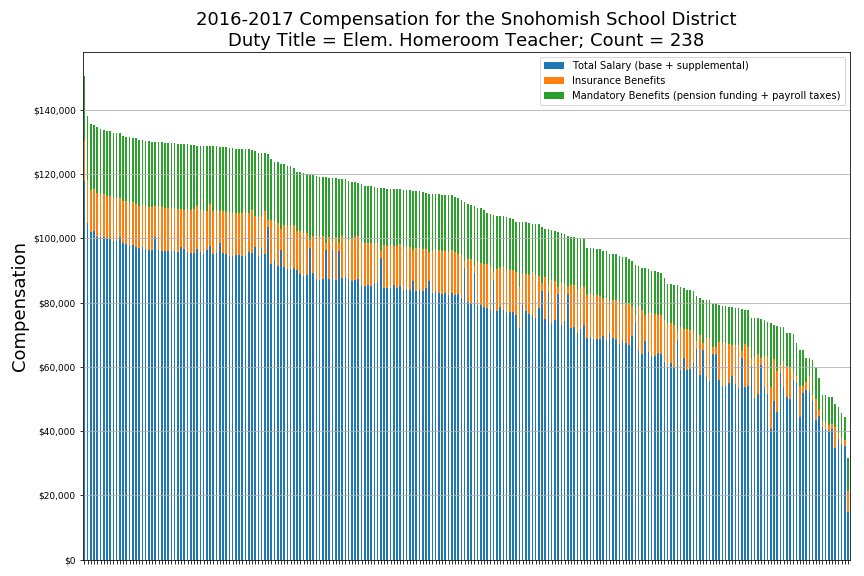 2016-2017 Compensation for the Snohomish School District
Duty Title = Elem. Homeroom Teacher; Count = 238
Total Salary (base + supplemental)
Insurance Benefits
Mandatory Benefits (pension funding + payroll taxes)
Compensation
$140,000
$120,000
$100,000
$80,000
$60,000
$40,000
$20,000
$0